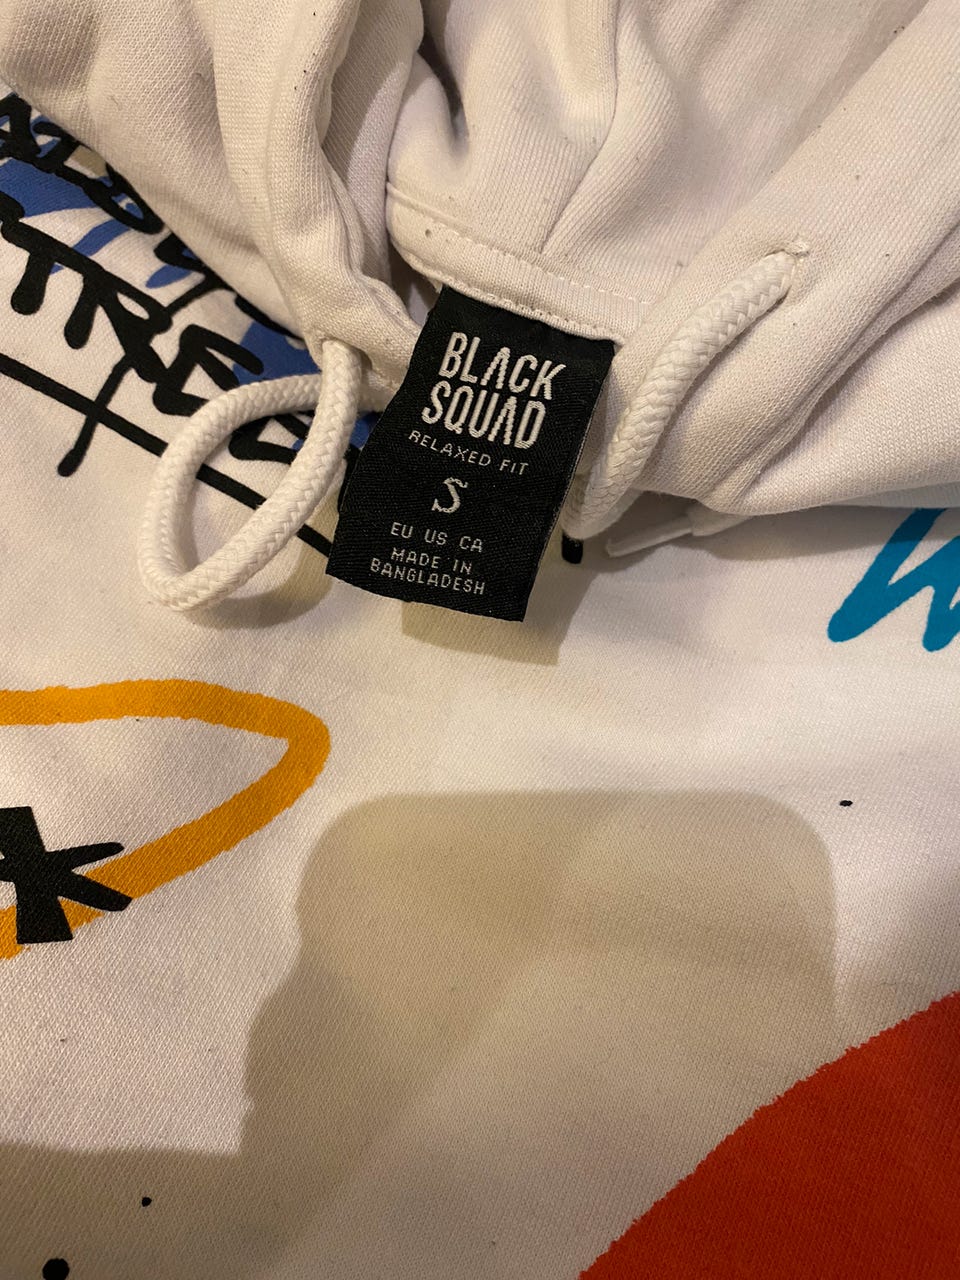 BLACK
SQUAD
RELAXED FIT
S
EU US CA
MADE IN
BANGLADESH